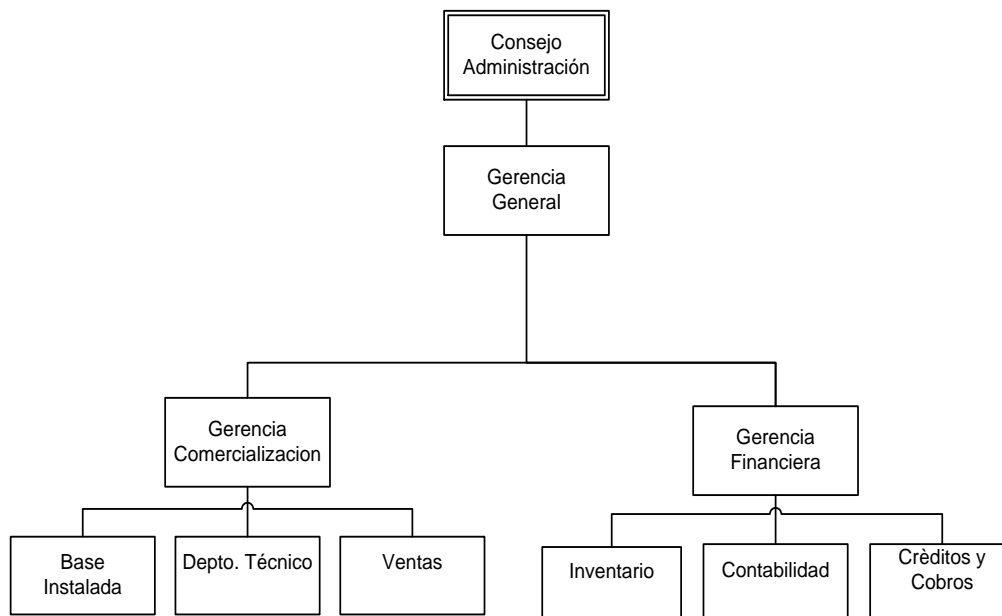 Consejo
Administración
Gerencia
General
Gerencia
Comercializacion
Gerencia
Financiera
Base
Instalada
Depto. Técnico
Ventas
Inventario
Contabilidad
Crèditos y
Cobros